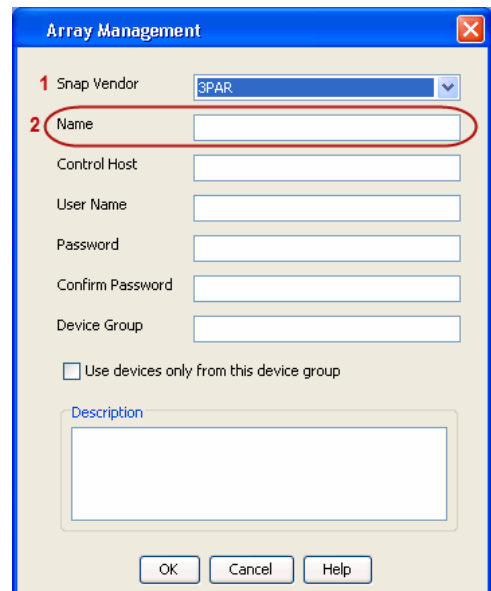 Array Management
1 Snap Vendor 3PAR
2 Name
Control Host
User Name
Password
Confirm Password
Device Group
Use devices only from this device group
Description
OK Cancel Help